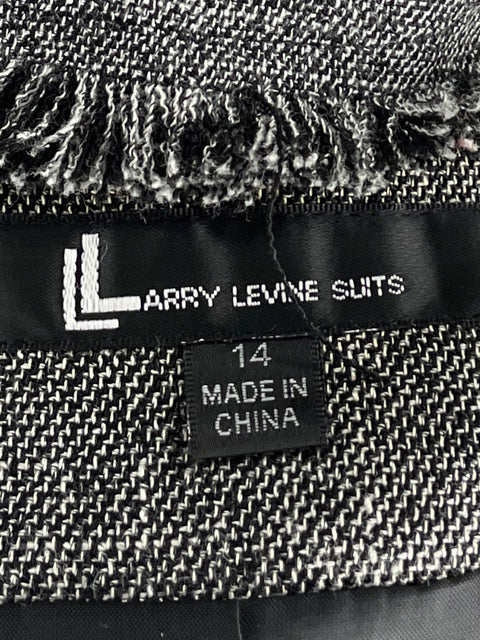 LARRY LEVINE SUITS
14
MADE IN
CHINA